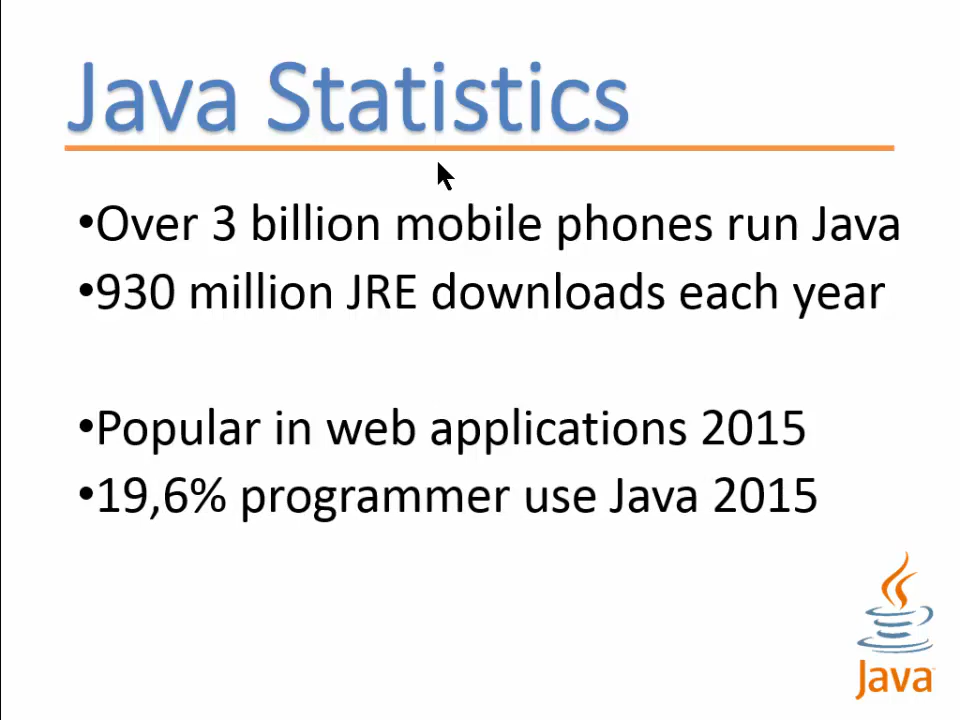 Java Statistics
•Over 3 billion mobile phones run Java
•930 million JRE downloads each year
•Popular in web applications 2015
•19,6% programmer use Java 2015
Java